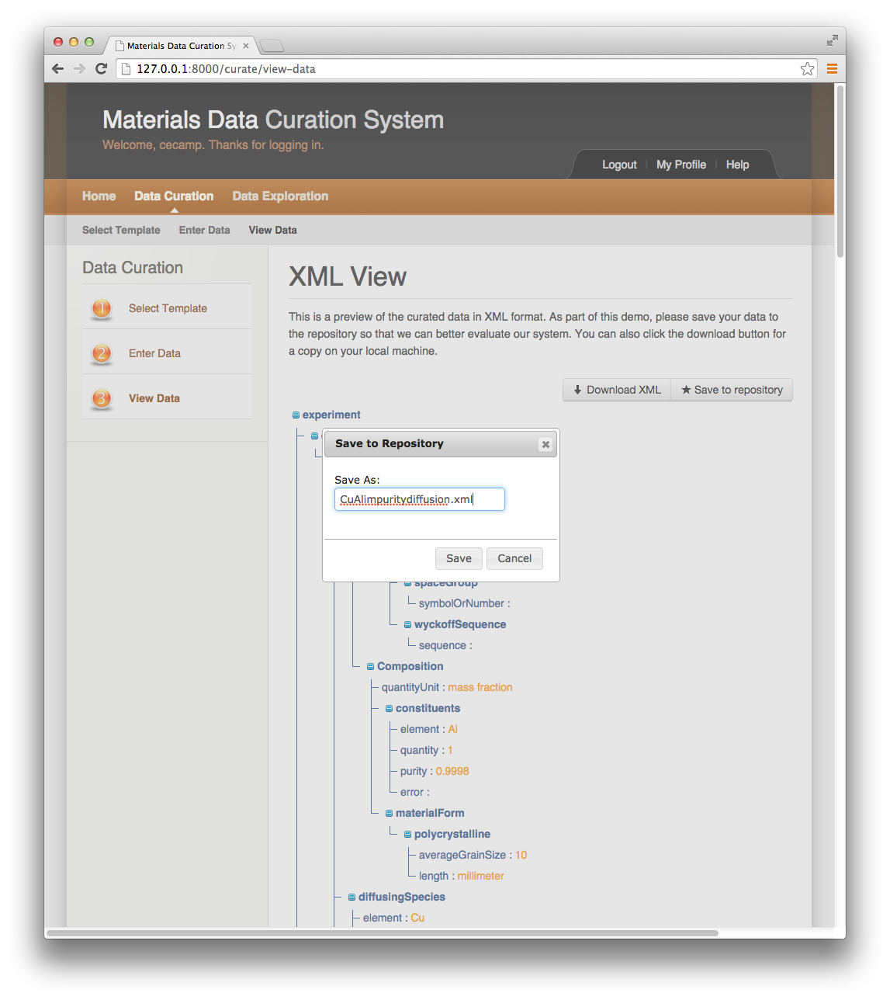 Materials Data Curation Sy
127.0.0.1:8000/curate/view-data
Materials Data Curation System
Welcome, cecamp. Thanks for logging in.
Logout | My Profile | Help
Home Data Curation Data Exploration
Select Template Enter Data View Data
Data Curation
1 Select Template
2 Enter Data
3 View Data
XML View
This is a preview of the curated data in XML format. As part of this demo, please save your data to
the repository so that we can better evaluate our system. You can also click the download button for
a copy on your local machine.
Download XML Save to repository
experiment
Save to Repository
Save As:
CuAlimpuritydiffusion.xml
Save Cancel
spaceGroup
symbolOrNumber :
wyckoffSequence
sequence :
Composition
quantityUnit : mass fraction
constituents
element : Al
quantity : 1
purity : 0.9998
error :
materialForm
polycrystalline
averageGrainSize : 10
length : millimeter
diffusingSpecies
element : Cu